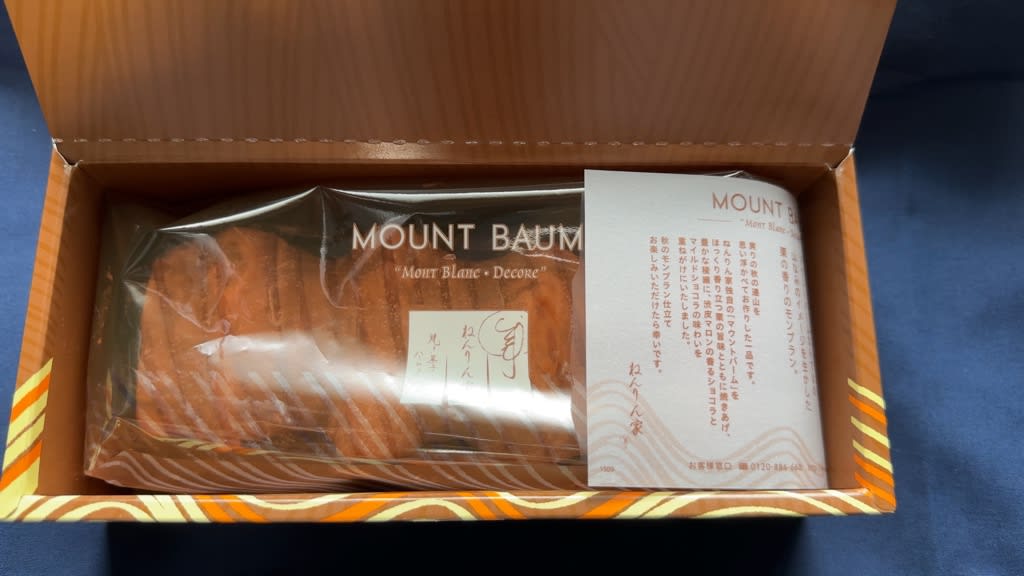 MOUNT BAUM
"MONT BLANC • DECORE"
ねんりん家
MOUNT BA
"MONT BLANC - DECOR
栗の香りのモンブラン。
実りの秋の連山を
思い浮かべてお作りした一品です。
ねんりん家独自の「マウントバーム」を
ほっくり香り立つ栗の旨味とともに焼きあげ、
豊かな稜線に、渋皮マロンの香るショコラと
マイルドショコラの味わいを
重ねがけにいたしました。
秋のモンブラン仕立て
お楽しみいただけたら幸いです。
ねんりん家
1509
お客様窓口 ☎0120-886-660